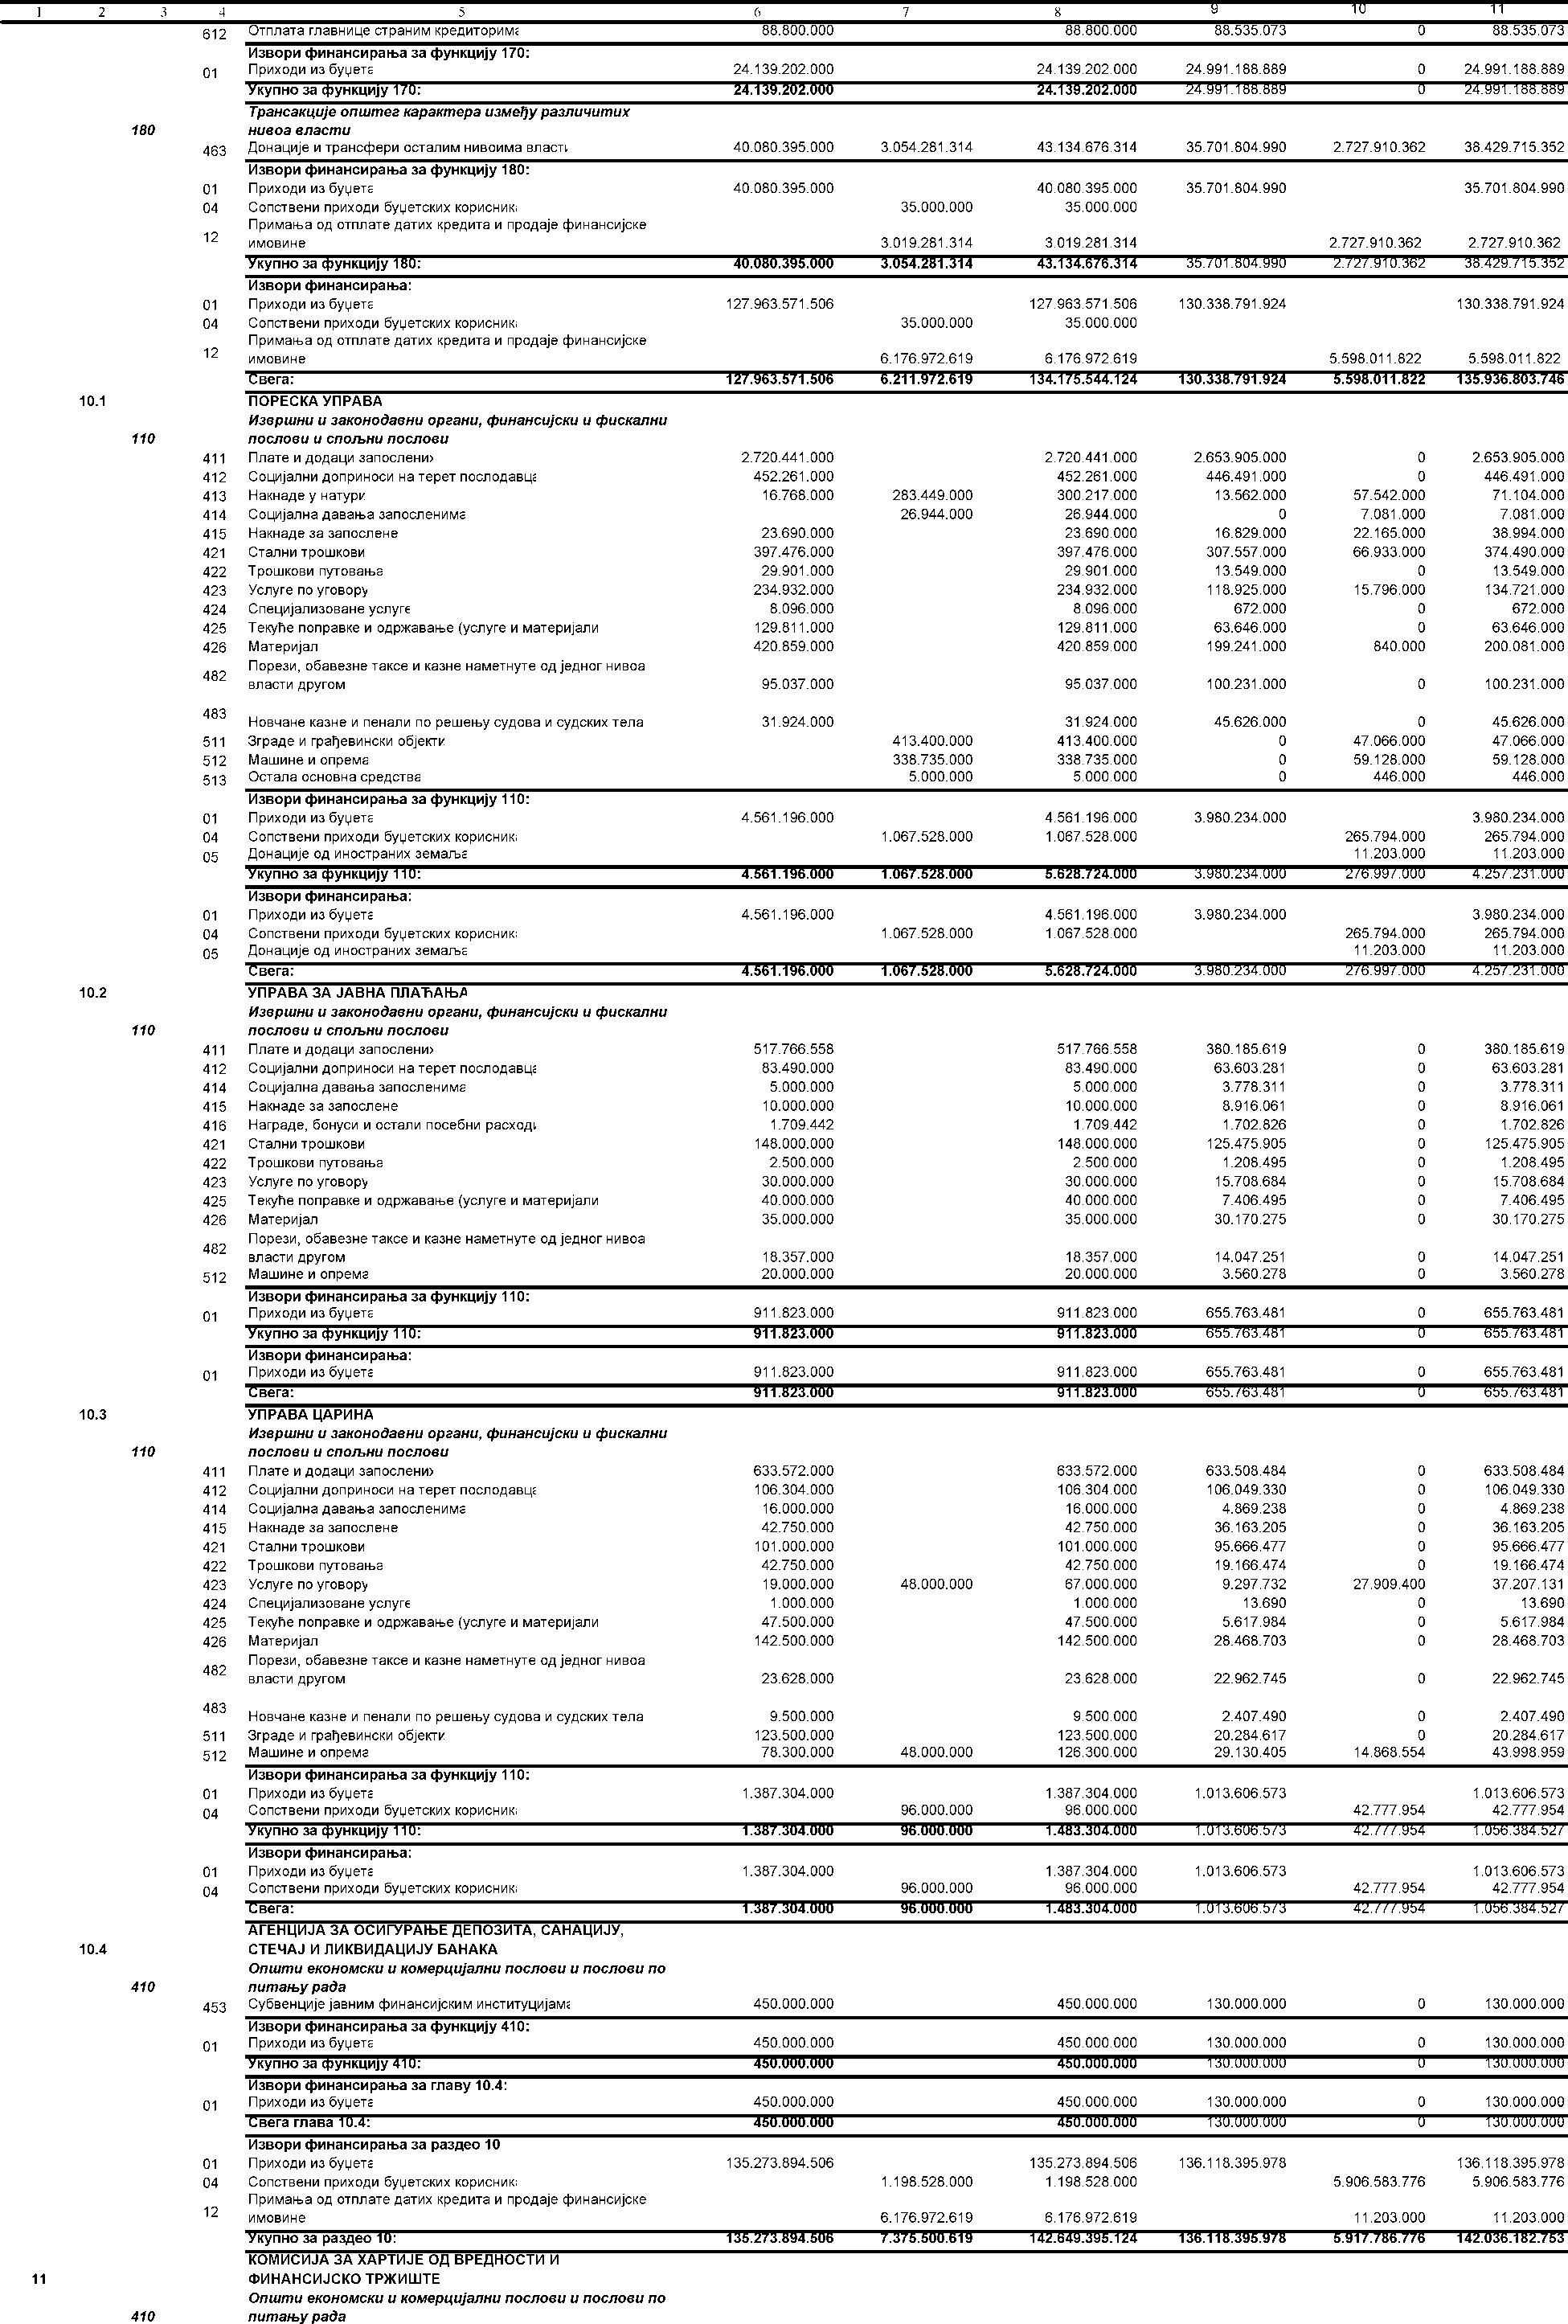 1 2 3 4 5 6 7 8 9 10 11
612 Отплата главнице страним кредиторима 88.800.000 88.800.000 88.535.073 0 88.535.073
Извори финансирања за функцију 170:
01 Приходи из буџета 24.139.202.000 24.139.202.000 24.991.188.889 0 24.991.188.889
Укупно за функцију 170: 24.139.202.000 24.139.202.000 24.991.188.889 0 24.991.188.889
Трансакције општег карактера између различитих
180 нивоа власти
463 Донације и трансфери осталим нивоима власти 40.080.395.000 3.054.281.314 43.134.676.314 35.701.804.990 2.727.910.362 38.429.715.352
Извори финансирања за функцију 180:
01 Приходи из буџета 40.080.395.000 40.080.395.000 35.701.804.990 35.701.804.990
04 Сопствени приходи буџетских корисника 35.000.000 35.000.000
Примања од отплате датих кредита и продаје финансијске
12 имовине 3.019.281.314 3.019.281.314 2.727.910.362 2.727.910.362
Укупно за функцију 180: 40.080.395.000 3.054.281.314 43.134.676.314 35.701.804.990 2.727.910.362 38.429.715.352
Извори финансирања:
01 Приходи из буџета 127.963.571.506 127.963.571.506 130.338.791.924 130.338.791.924
04 Сопствени приходи буџетских корисника 35.000.000 35.000.000
Примања од отплате датих кредита и продаје финансијске
12 имовине 6.176.972.619 6.176.972.619 5.598.011.822 5.598.011.822
Свега: 127.963.571.506 6.211.972.619 134.175.544.124 130.338.791.924 5.598.011.822 135.936.803.746
10.1 ПОРЕСКА УПРАВА
Извршни и законодавни органи, финансијски и фискални
110 послови и спољни послови
411 Плате и додаци запослених 2.720.441.000 2.720.441.000 2.653.905.000 0 2.653.905.000
412 Социјални доприноси на терет послодавца 452.261.000 452.261.000 446.491.000 0 446.491.000
413 Накнаде у натури 16.768.000 283.449.000 300.217.000 13.562.000 57.542.000 71.104.000
414 Социјална давања запосленима 26.944.000 26.944.000 0 7.081.000 7.081.000
415 Накнаде за запослене 23.690.000 23.690.000 16.829.000 22.165.000 38.994.000
421 Стални трошкови 397.476.000 397.476.000 307.557.000 66.933.000 374.490.000
422 Трошкови путовања 29.901.000 29.901.000 13.549.000 0 13.549.000
423 Услуге по уговору 234.932.000 234.932.000 118.925.000 15.796.000 134.721.000
424 Специјализоване услуге 8.096.000 8.096.000 672.000 0 672.000
425 Текуће поправке и одржавање (услуге и материјали 129.811.000 129.811.000 63.646.000 0 63.646.000
426 Материјал 420.859.000 420.859.000 199.241.000 840.000 200.081.000
Порези, обавезне таксе и казне наметнуте од једног нивоа
482 власти другом 95.037.000 95.037.000 100.231.000 0 100.231.000
483 Новчане казне и пенали по решењу судова и судских тела 31.924.000 31.924.000 45.626.000 0 45.626.000
511 Зграде и грађевински објекти 413.400.000 413.400.000 0 47.066.000 47.066.000
512 Машине и опрема 338.735.000 338.735.000 0 59.128.000 59.128.000
513 Остала основна средства 5.000.000 5.000.000 0 446.000 446.000
Извори финансирања за функцију 110:
01 Приходи из буџета 4.561.196.000 4.561.196.000 3.980.234.000 3.980.234.000
04 Сопствени приходи буџетских корисника 1.067.528.000 1.067.528.000 265.794.000 265.794.000
05 Донације од иностраних земаља 11.203.000 11.203.000
Укупно за функцију 110: 4.561.196.000 1.067.528.000 5.628.724.000 3.980.234.000 276.997.000 4.257.231.000
Извори финансирања:
01 Приходи из буџета 4.561.196.000 4.561.196.000 3.980.234.000 3.980.234.000
04 Сопствени приходи буџетских корисника 1.067.528.000 1.067.528.000 265.794.000 265.794.000
05 Донације од иностраних земаља 11.203.000 11.203.000
Свега: 4.561.196.000 1.067.528.000 5.628.724.000 3.980.234.000 276.997.000 4.257.231.000
10.2 УПРАВА ЗА ЈАВНА ПЛАЋАЊА
Извршни и законодавни органи, финансијски и фискални
110 послови и спољни послови
411 Плате и додаци запослених 517.766.558 517.766.558 380.185.619 0 380.185.619
412 Социјални доприноси на терет послодавца 83.490.000 83.490.000 63.603.281 0 63.603.281
414 Социјална давања запосленима 5.000.000 5.000.000 3.778.311 0 3.778.311
415 Накнаде за запослене 10.000.000 10.000.000 8.916.061 0 8.916.061
416 Награде, бонуси и остали посебни расходи 1.709.442 1.709.442 1.702.826 0 1.702.826
421 Стални трошкови 148.000.000 148.000.000 125.475.905 0 125.475.905
422 Трошкови путовања 2.500.000 2.500.000 1.208.495 0 1.208.495
423 Услуге по уговору 30.000.000 30.000.000 15.708.684 0 15.708.684
425 Текуће поправке и одржавање (услуге и материјали 40.000.000 40.000.000 7.406.495 0 7.406.495
426 Материјал 35.000.000 35.000.000 30.170.275 0 30.170.275
Порези, обавезне таксе и казне наметнуте од једног нивоа
482 власти другом 18.357.000 18.357.000 14.047.251 0 14.047.251
512 Машине и опрема 20.000.000 20.000.000 3.560.278 0 3.560.278
Извори финансирања за функцију 110:
01 Приходи из буџета 911.823.000 911.823.000 655.763.481 0 655.763.481
Укупно за функцију 110: 911.823.000 911.823.000 655.763.481 0 655.763.481
Извори финансирања:
01 Приходи из буџета 911.823.000 911.823.000 655.763.481 0 655.763.481
Свега: 911.823.000 911.823.000 655.763.481 0 655.763.481
10.3 УПРАВА ЦАРИНА
Извршни и законодавни органи, финансијски и фискални
110 послови и спољни послови
411 Плате и додаци запослених 633.572.000 633.572.000 633.508.484 0 633.508.484
412 Социјални доприноси на терет послодавца 106.304.000 106.304.000 106.049.330 0 106.049.330
414 Социјална давања запосленима 16.000.000 16.000.000 4.869.238 0 4.869.238
415 Накнаде за запослене 42.750.000 42.750.000 36.163.205 0 36.163.205
421 Стални трошкови 101.000.000 101.000.000 95.666.477 0 95.666.477
422 Трошкови путовања 42.750.000 42.750.000 19.166.474 0 19.166.474
423 Услуге по уговору 19.000.000 48.000.000 67.000.000 9.297.732 27.909.400 37.207.131
424 Специјализоване услуге 1.000.000 1.000.000 13.690 0 13.690
425 Текуће поправке и одржавање (услуге и материјали 47.500.000 47.500.000 5.617.984 0 5.617.984
426 Материјал 142.500.000 142.500.000 28.468.703 0 28.468.703
Порези, обавезне таксе и казне наметнуте од једног нивоа
482 власти другом 23.628.000 23.628.000 22.962.745 0 22.962.745
483 Новчане казне и пенали по решењу судова и судских тела 9.500.000 9.500.000 2.407.490 0 2.407.490
511 Зграде и грађевински објекти 123.500.000 123.500.000 20.284.617 0 20.284.617
512 Машине и опрема 78.300.000 48.000.000 126.300.000 29.130.405 14.868.554 43.998.959
Извори финансирања за функцију 110:
01 Приходи из буџета 1.387.304.000 1.387.304.000 1.013.606.573 1.013.606.573
04 Сопствени приходи буџетских корисника 96.000.000 96.000.000 42.777.954 42.777.954
Укупно за функцију 110: 1.387.304.000 96.000.000 1.483.304.000 1.013.606.573 42.777.954 1.056.384.527
Извори финансирања:
01 Приходи из буџета 1.387.304.000 1.387.304.000 1.013.606.573 1.013.606.573
04 Сопствени приходи буџетских корисника 96.000.000 96.000.000 42.777.954 42.777.954
Свега: 1.387.304.000 96.000.000 1.483.304.000 1.013.606.573 42.777.954 1.056.384.527
АГЕНЦИЈА ЗА ОСИГУРАЊЕ ДЕПОЗИТА, САНАЦИЈУ,
10.4 СТЕЧАЈ И ЛИКВИДАЦИЈУ БАНАКА
Општи економски и комерцијални послови и послови по
410 питању рада
453 Субвенције јавним финансијским институцијама 450.000.000 450.000.000 130.000.000 0 130.000.000
Извори финансирања за функцију 410:
01 Приходи из буџета 450.000.000 450.000.000 130.000.000 0 130.000.000
Укупно за функцију 410: 450.000.000 450.000.000 130.000.000 0 130.000.000
Извори финансирања за главу 10.4:
01 Приходи из буџета 450.000.000 450.000.000 130.000.000 0 130.000.000
Свега глава 10.4: 450.000.000 450.000.000 130.000.000 0 130.000.000
Извори финансирања за раздео 10
01 Приходи из буџета 135.273.894.506 135.273.894.506 136.118.395.978 136.118.395.978
04 Сопствени приходи буџетских корисника 1.198.528.000 1.198.528.000 5.906.583.776 5.906.583.776
Примања од отплате датих кредита и продаје финансијске
12 имовине 6.176.972.619 6.176.972.619 11.203.000 11.203.000
Укупно за раздео 10: 135.273.894.506 7.375.500.619 142.649.395.124 136.118.395.978 5.917.786.776 142.036.182.753
КОМИСИЈА ЗА ХАРТИЈЕ ОД ВРЕДНОСТИ И
11 ФИНАНСИЈСКО ТРЖИШТЕ
Општи економски и комерцијални послови и послови по
410 питању рада